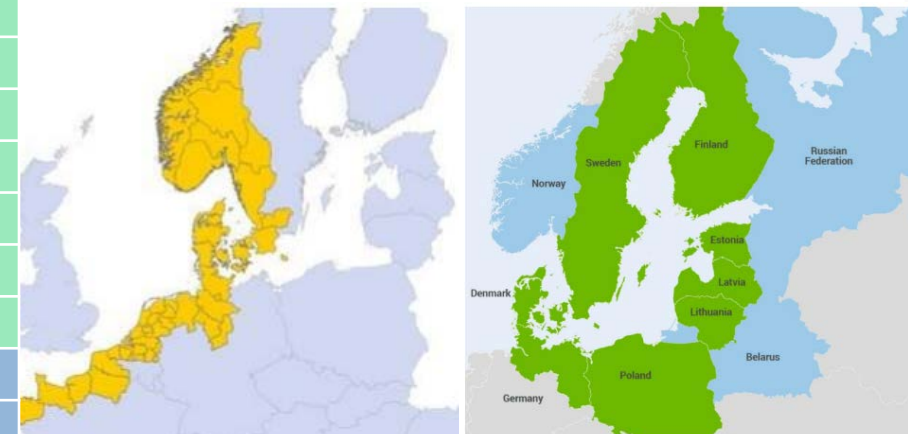 Finland
Russian
Federation
Sweden
Norway
Estonia
Latvia
Denmark
Lithuania
Belarus
Poland
Germany